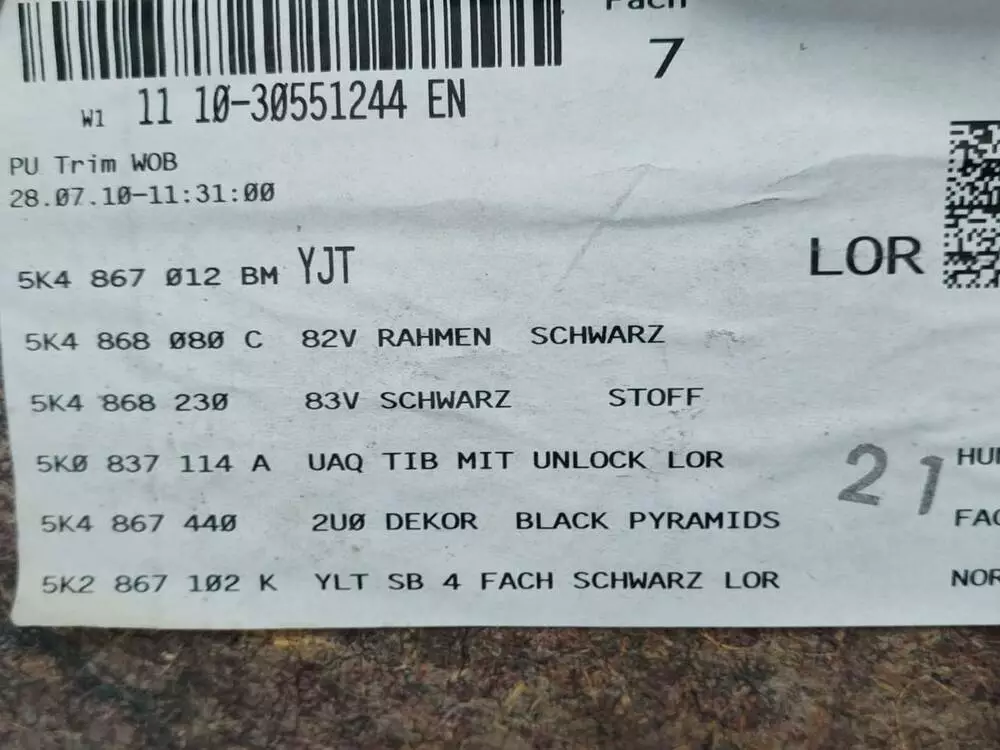 Fach
7
W1 11 10-30551244 EN
PU Trim WOB
28.07.10-11:31:00
5K4 867 012 BM YJT
LOR
5K4 868 080 C 82V RAHMEN SCHWARZ
5K4 868 230 83V SCHWARZ STOFF
5K0 837 114 A UAQ TIB MIT UNLOCK LOR
21
5K4 867 440 2U0 DEKOR BLACK PYRAMIDS
5K2 867 102 K YLT SB 4 FACH SCHWARZ LOR